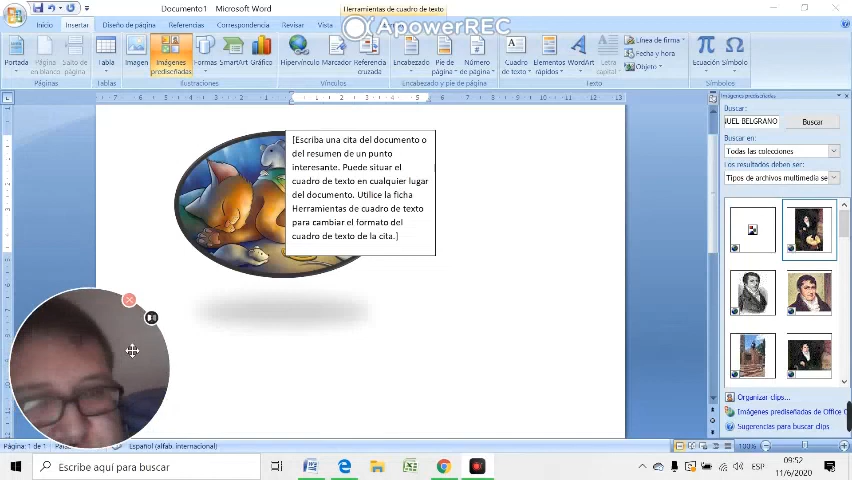 Documento1 - Microsoft Word
Herramientas de cuadro de texto
Inicio
Insertar
Diseño de página
Referencias
Correspondencia
Revisar
Vista
ApowerREC
Portada
Página en blanco
Salto de página
Tabla
Imagen
Imágenes prediseñadas
Formas
SmartArt
Gráfico
Hipervínculo
Marcador
Referencia cruzada
Encabezado
Pie de página
Número de página
Cuadro de texto
Elementos rápidos
WordArt
Letra capital
Línea de firma
Fecha y hora
Objeto
Ecuación
Símbolo
Páginas
Tablas
Ilustraciones
Vínculos
Encabezado y pie de página
Texto
Símbolos
[Escriba una cita del documento o
del resumen de un punto
interesante. Puede situar el
cuadro de texto en cualquier lugar
del documento. Utilice la ficha
Herramientas de cuadro de texto
para cambiar el formato del
cuadro de texto de la cita.]
Imágenes prediseñadas
Buscar:
UEL BELGRANO
Buscar
Buscar en:
Todas las colecciones
Los resultados deben ser:
Tipos de archivos multimedia se
Organizar clips...
Imágenes prediseñadas de Office O
Sugerencias para buscar clips
Página: 1 de 1
Español (alfab. internacional)
100%
Escribe aquí para buscar
ESP
09:52
11/6/2020